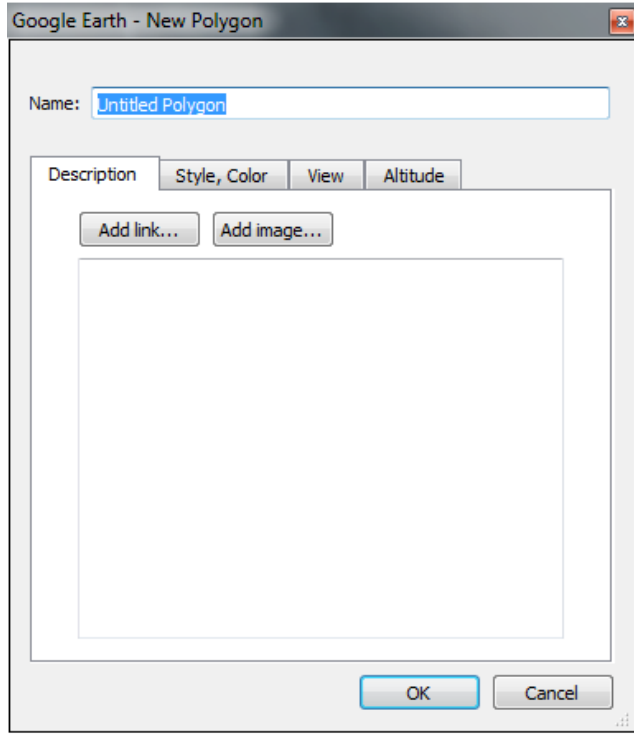 Google Earth - New Polygon
Name: Untitled Polygon
Description Style, Color View Altitude
Add link... Add image...
OK Cancel